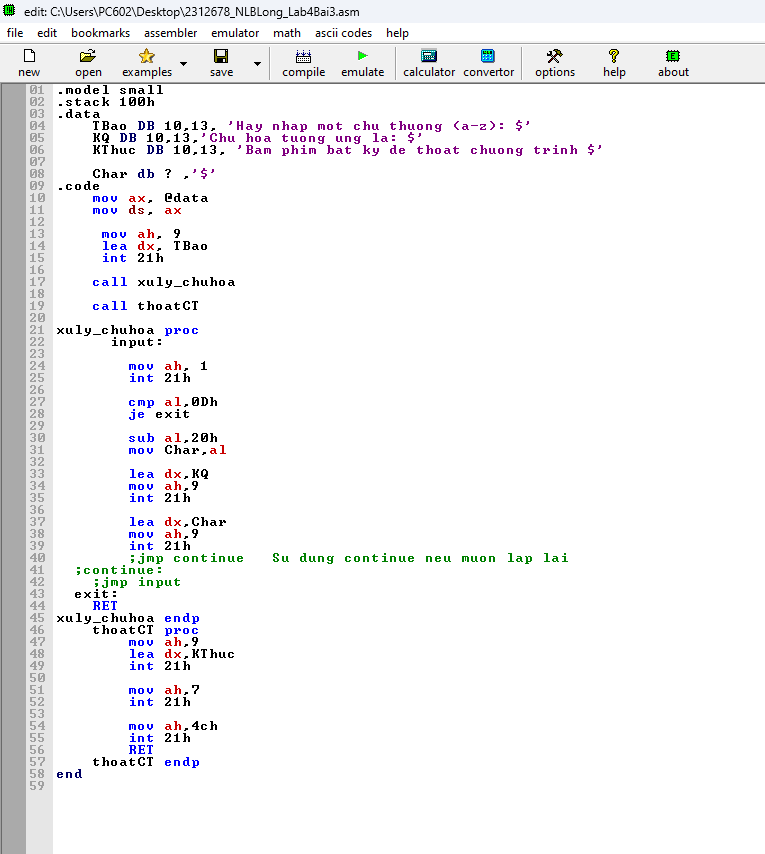 edit: C:\Users\PC602\Desktop\2312678_NLBLong_Lab4Bai3.asm
file edit bookmarks assembler emulator math ascii codes help
new open examples save compile emulate calculator convertor options help about
01 .model small
02 .stack 100h
03 .data
04 TBao DB 10,13, 'Hay nhap mot chu thuong (a-z): $'
05 KQ DB 10,13,'Chu hoa tuong ung la: $'
06 KThuc DB 10,13, 'Bam phim bat ky de thoat chuong trinh $'
07
08 Char db ? ,'$'
09 .code
10 mov ax, @data
11 mov ds, ax
12
13 mov ah, 9
14 lea dx, TBao
15 int 21h
16
17 call xuly_chuhoa
18
19 call thoatCT
20
21 xuly_chuhoa proc
22 input:
23
24 mov ah, 1
25 int 21h
26
27 cmp al,0Dh
28 je exit
29
30 sub al,20h
31 mov Char,al
32
33 lea dx,KQ
34 mov ah,9
35 int 21h
36
37 lea dx,Char
38 mov ah,9
39 int 21h
40 ;jmp continue Su dung continue neu muon lap lai
41 ;continue:
42 ;jmp input
43 exit:
44 RET
45 xuly_chuhoa endp
46 thoatCT proc
47 mov ah,9
48 lea dx,KThuc
49 int 21h
50
51 mov ah,7
52 int 21h
53
54 mov ah,4ch
55 int 21h
56 RET
57 thoatCT endp
58 end
59